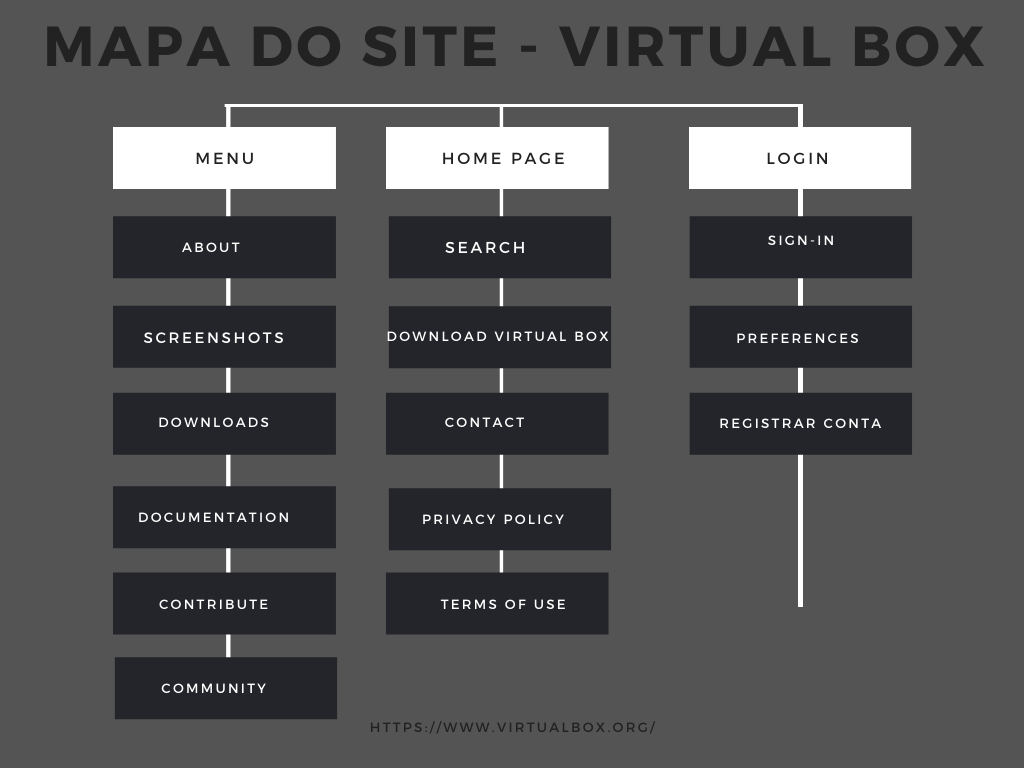 MAPA DO SITE - VIRTUAL BOX
MENU
ABOUT
SCREENSHOTS
DOWNLOADS
DOCUMENTATION
CONTRIBUTE
COMMUNITY
HOME PAGE
SEARCH
DOWNLOAD VIRTUAL BOX
CONTACT
PRIVACY POLICY
TERMS OF USE
LOGIN
SIGN-IN
PREFERENCES
REGISTRAR CONTA
HTTPS://WWW.VIRTUALBOX.ORG/